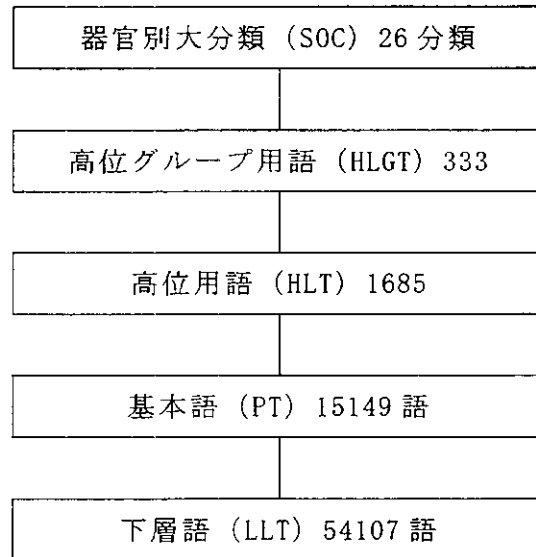 器官別大分類 (SOC) 26 分類
高位グループ用語 (HLGT) 333
高位用語 (HLT) 1685
基本語 (PT) 15149 語
下層語 (LLT) 54107 語